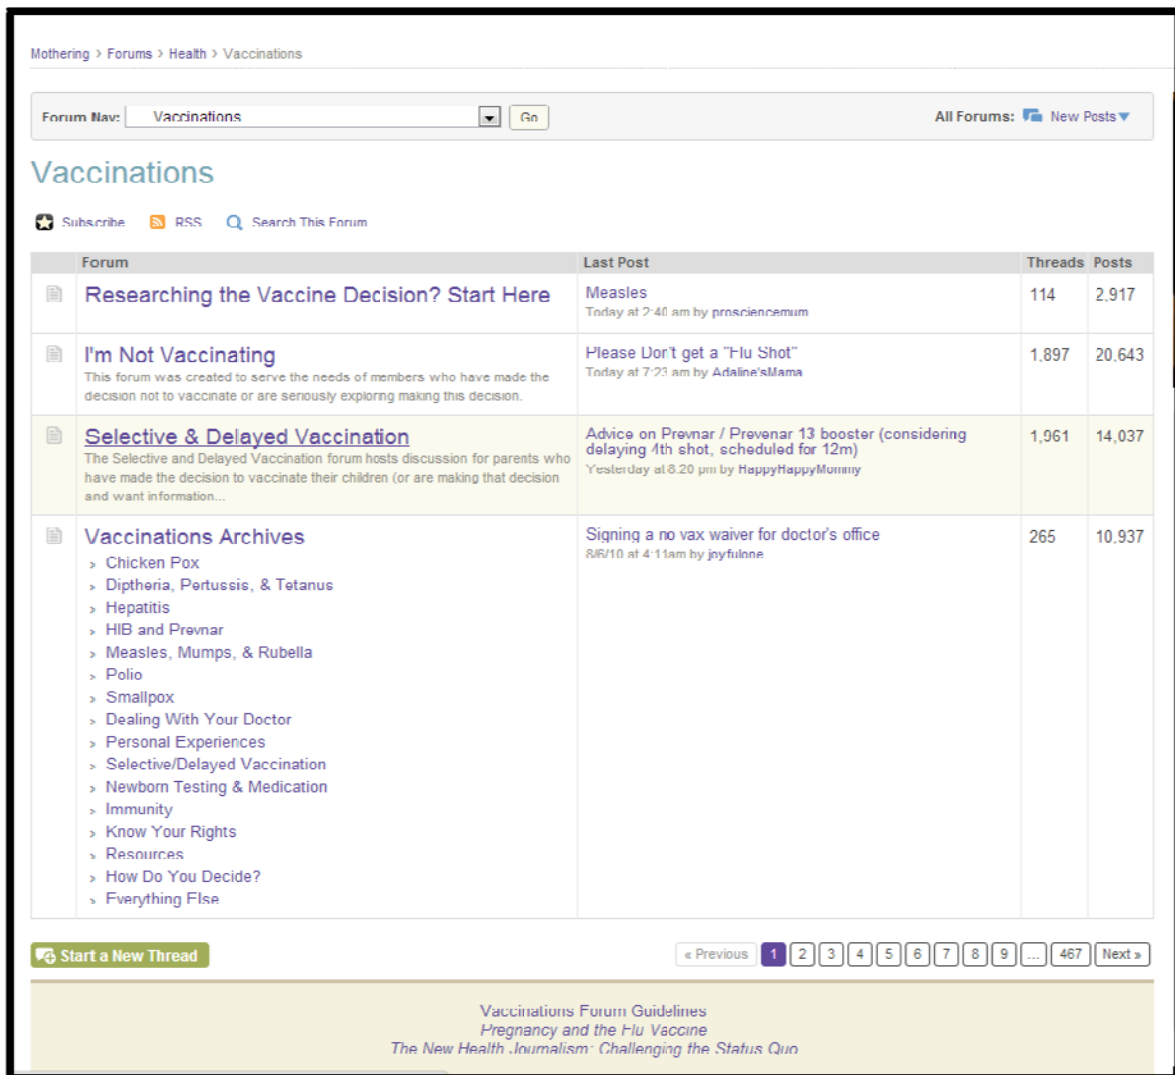 Mothering > Forums > Health > Vaccinations
Forum Nav: Vaccinations Go All Forums: New Posts
Vaccinations
Subscribe RSS Search This Forum
Forum Last Post Threads Posts
Researching the Vaccine Decision? Start Here Measles 114 2,917
Today at 2:40 am by prosciencemum
I'm Not Vaccinating Please Don't get a "Flu Shot" 1,897 20,643
This forum was created to serve the needs of members who have made the Today at 7:23 am by Adaline'sMama
decision not to vaccinate or are seriously exploring making this decision.
Selective & Delayed Vaccination Advice on Prevnar / Prevenar 13 booster (considering 1,961 14,037
The Selective and Delayed Vaccination forum hosts discussion for parents who delaying 4th shot, scheduled for 12m)
have made the decision to vaccinate their children (or are making that decision Yesterday at 8:20 pm by HappyHappyMommy
and want information...
Vaccinations Archives Signing a no vax waiver for doctor's office 265 10,937
8/6/10 at 4:11am by joyfulone
» Chicken Pox
» Diptheria, Pertussis, & Tetanus
» Hepatitis
» HIB and Prevnar
» Measles, Mumps, & Rubella
» Polio
» Smallpox
» Dealing With Your Doctor
» Personal Experiences
» Selective/Delayed Vaccination
» Newborn Testing & Medication
» Immunity
» Know Your Rights
» Resources
» How Do You Decide?
» Everything Else
Start a New Thread « Previous 1 2 3 4 5 6 7 8 9 ... 467 Next »
Vaccinations Forum Guidelines
Pregnancy and the Flu Vaccine
The New Health Journalism: Challenging the Status Quo